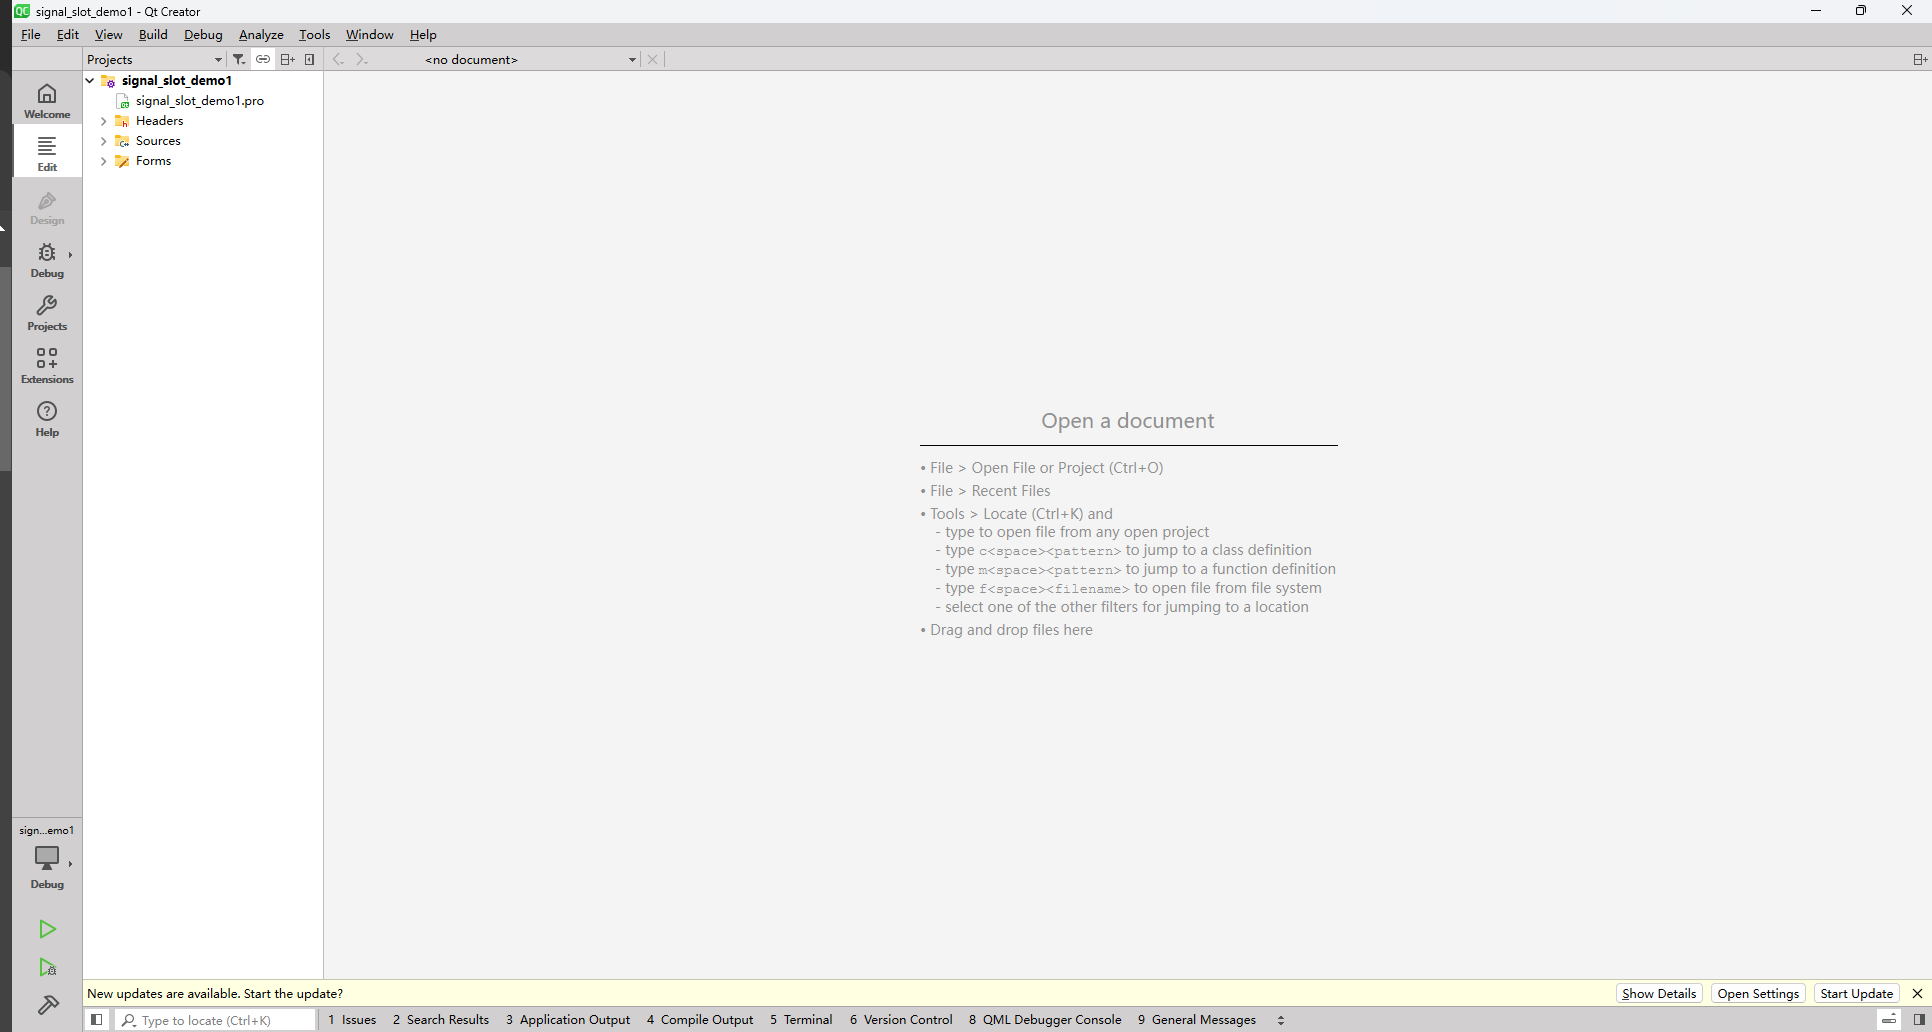 signal_slot_demo1 - Qt Creator
File Edit View Build Debug Tools Analyze Window Help
Projects
<no document>
signal_slot_demo1
signal_slot_demo1.pro
Headers
Sources
Forms
Welcome
Edit
Design
Debug
Projects
Extensions
Help
Open a document
• File > Open File or Project (Ctrl+O)
• File > Recent Files
• Tools > Locate (Ctrl+K) and
- type to open file from any open project
- type c<space><pattern> to jump to a class definition
- type m<space><pattern> to jump to a function definition
- type f<space><filename> to open file from file system
- select one of the other filters for jumping to a location
• Drag and drop files here
sign...emo1
Debug
New updates are available. Start the update?
Show Details Open Settings Start Update
Type to locate (Ctrl+K)
1 Issues 2 Search Results 3 Application Output 4 Compile Output 5 Terminal 6 Version Control 8 QML Debugger Console 9 General Messages